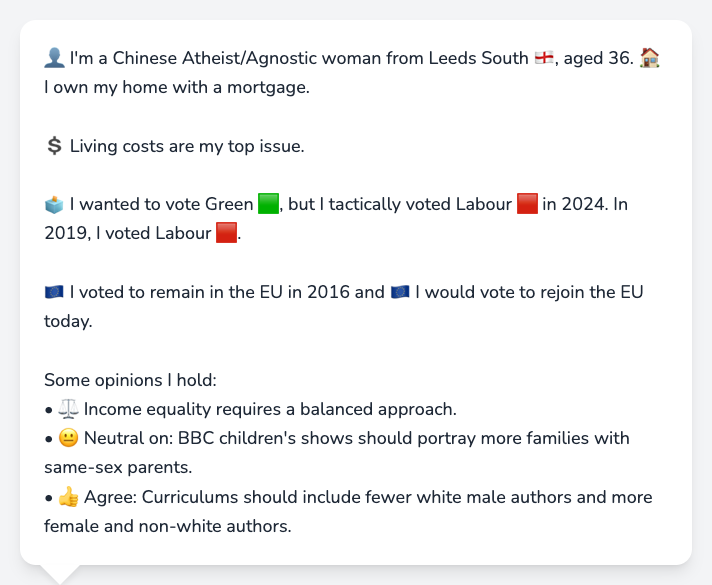 👤 I'm a Chinese Atheist/Agnostic woman from Leeds South 🏴󠁧󠁢󠁥󠁮󠁧󠁿, aged 36. 🏠
I own my home with a mortgage.
💲 Living costs are my top issue.
🗳️ I wanted to vote Green 🟩, but I tactically voted Labour 🟥 in 2024. In
2019, I voted Labour 🟥.
🇪🇺 I voted to remain in the EU in 2016 and 🇪🇺 I would vote to rejoin the EU
today.
Some opinions I hold:
• ⚖️ Income equality requires a balanced approach.
• 😐 Neutral on: BBC children's shows should portray more families with
same-sex parents.
• 👍 Agree: Curriculums should include fewer white male authors and more
female and non-white authors.